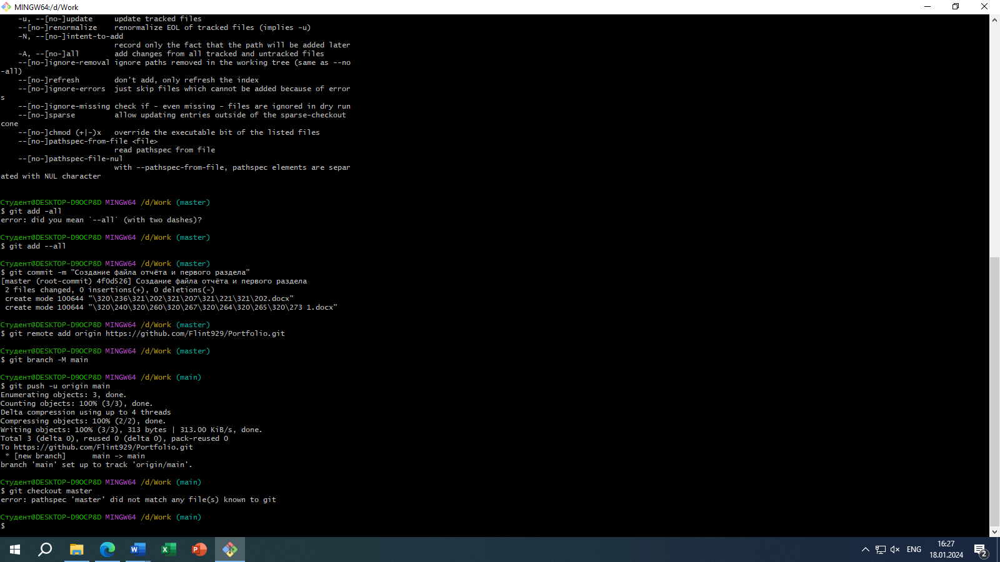 MINGW64:/d/Work
-u, --[no-]update     update tracked files
--[no-]renormalize    renormalize EOL of tracked files (implies -u)
-N, --[no-]intent-to-add
record only the fact that the path will be added later
-A, --[no-]all        add changes from all tracked and untracked files
--[no-]ignore-removal ignore paths removed in the working tree (same as --no
-all)
--[no-]refresh        don't add, only refresh the index
--[no-]ignore-errors  just skip files which cannot be added because of error
s
--[no-]ignore-missing check if - even missing - files are ignored in dry run
--[no-]sparse         allow updating entries outside of the sparse-checkout
cone
--[no-]chmod (+|-)x   override the executable bit of the listed files
--[no-]pathspec-from-file <file>
read pathspec from file
--[no-]pathspec-file-nul
with --pathspec-from-file, pathspec elements are separ
ated with NUL character
Студент@DESKTOP-D9OCP8D MINGW64 /d/Work (master)
$ git add -all
error: did you mean `--all` (with two dashes)?
Студент@DESKTOP-D9OCP8D MINGW64 /d/Work (master)
$ git add --all
Студент@DESKTOP-D9OCP8D MINGW64 /d/Work (master)
$ git commit -m "Создание файла отчёта и первого раздела"
[master (root-commit) 4f0d526] Создание файла отчёта и первого раздела
2 files changed, 0 insertions(+), 0 deletions(-)
create mode 100644 "\320\236\321\202\321\207\321\221\321\202.docx"
create mode 100644 "\320\240\320\260\320\267\320\264\320\265\320\273 1.docx"
Студент@DESKTOP-D9OCP8D MINGW64 /d/Work (master)
$ git remote add origin https://github.com/Flint929/Portfolio.git
Студент@DESKTOP-D9OCP8D MINGW64 /d/Work (master)
$ git branch -M main
Студент@DESKTOP-D9OCP8D MINGW64 /d/Work (main)
$ git push -u origin main
Enumerating objects: 3, done.
Counting objects: 100% (3/3), done.
Delta compression using up to 4 threads
Compressing objects: 100% (2/2), done.
Writing objects: 100% (3/3), 313 bytes | 313.00 KiB/s, done.
Total 3 (delta 0), reused 0 (delta 0), pack-reused 0
To https://github.com/Flint929/Portfolio.git
* [new branch]      main -> main
branch 'main' set up to track 'origin/main'.
Студент@DESKTOP-D9OCP8D MINGW64 /d/Work (main)
$ git checkout master
error: pathspec 'master' did not match any file(s) known to git
Студент@DESKTOP-D9OCP8D MINGW64 /d/Work (main)
$
ENG
16:27
18.01.2024
2